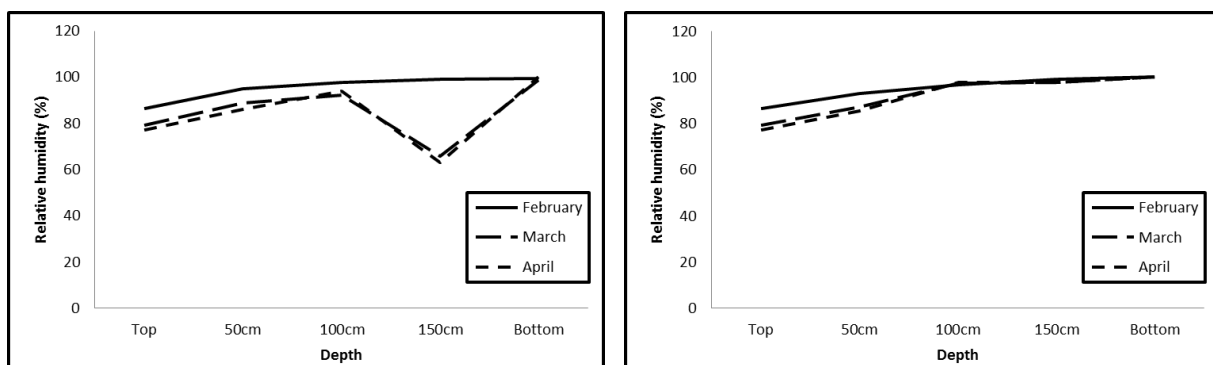 120
100
80
60
40
20
0
Relative humidity (%)
Top 50cm 100cm 150cm Bottom
Depth
February
March
April
120
100
80
60
40
20
0
Relative humidity (%)
Top 50cm 100cm 150cm Bottom
Depth
February
March
April